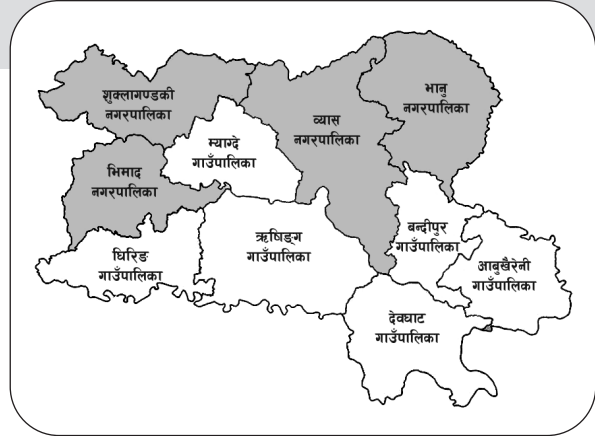 शुक्लागण्डकी
नगरपालिका
भानु
नगरपालिका
व्यास
नगरपालिका
म्याग्दे
गाउँपालिका
भिमाद
नगरपालिका
बन्दीपुर
गाउँपालिका
ऋषिङ्ग
गाउँपालिका
घिरिङ
गाउँपालिका
आबुखैरेनी
गाउँपालिका
देवघाट
गाउँपालिका